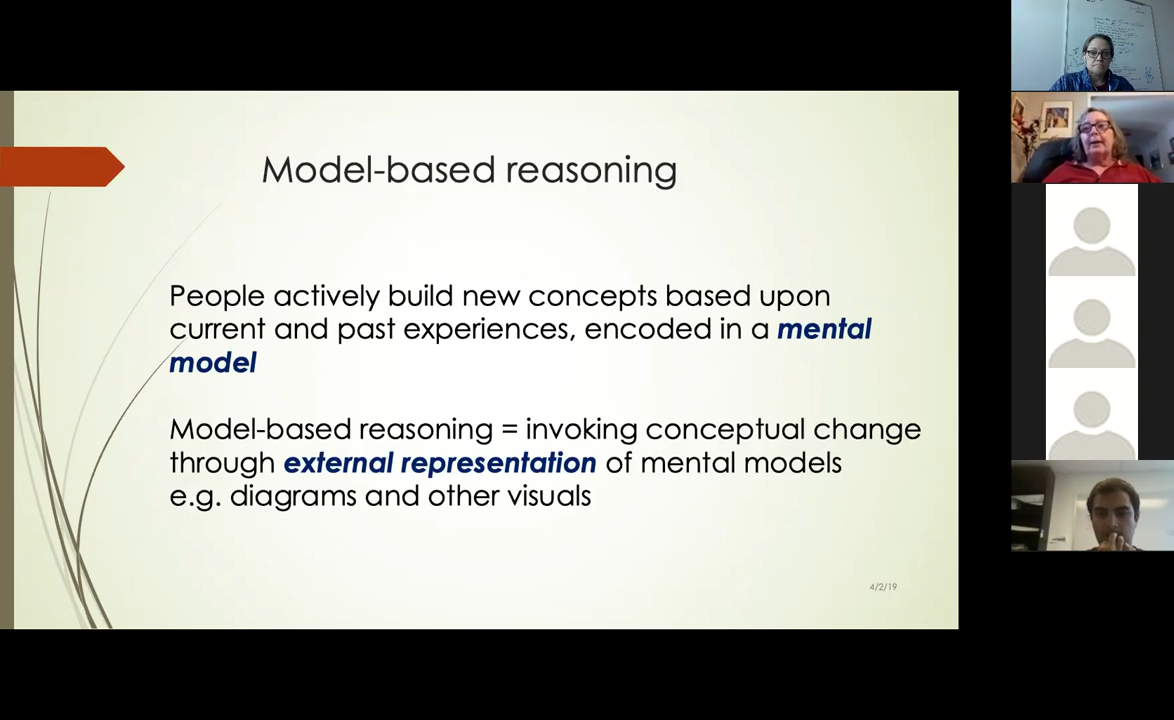 Model-based reasoning
People actively build new concepts based upon
current and past experiences, encoded in a mental
model
Model-based reasoning = invoking conceptual change
through external representation of mental models
e.g. diagrams and other visuals
4/2/19